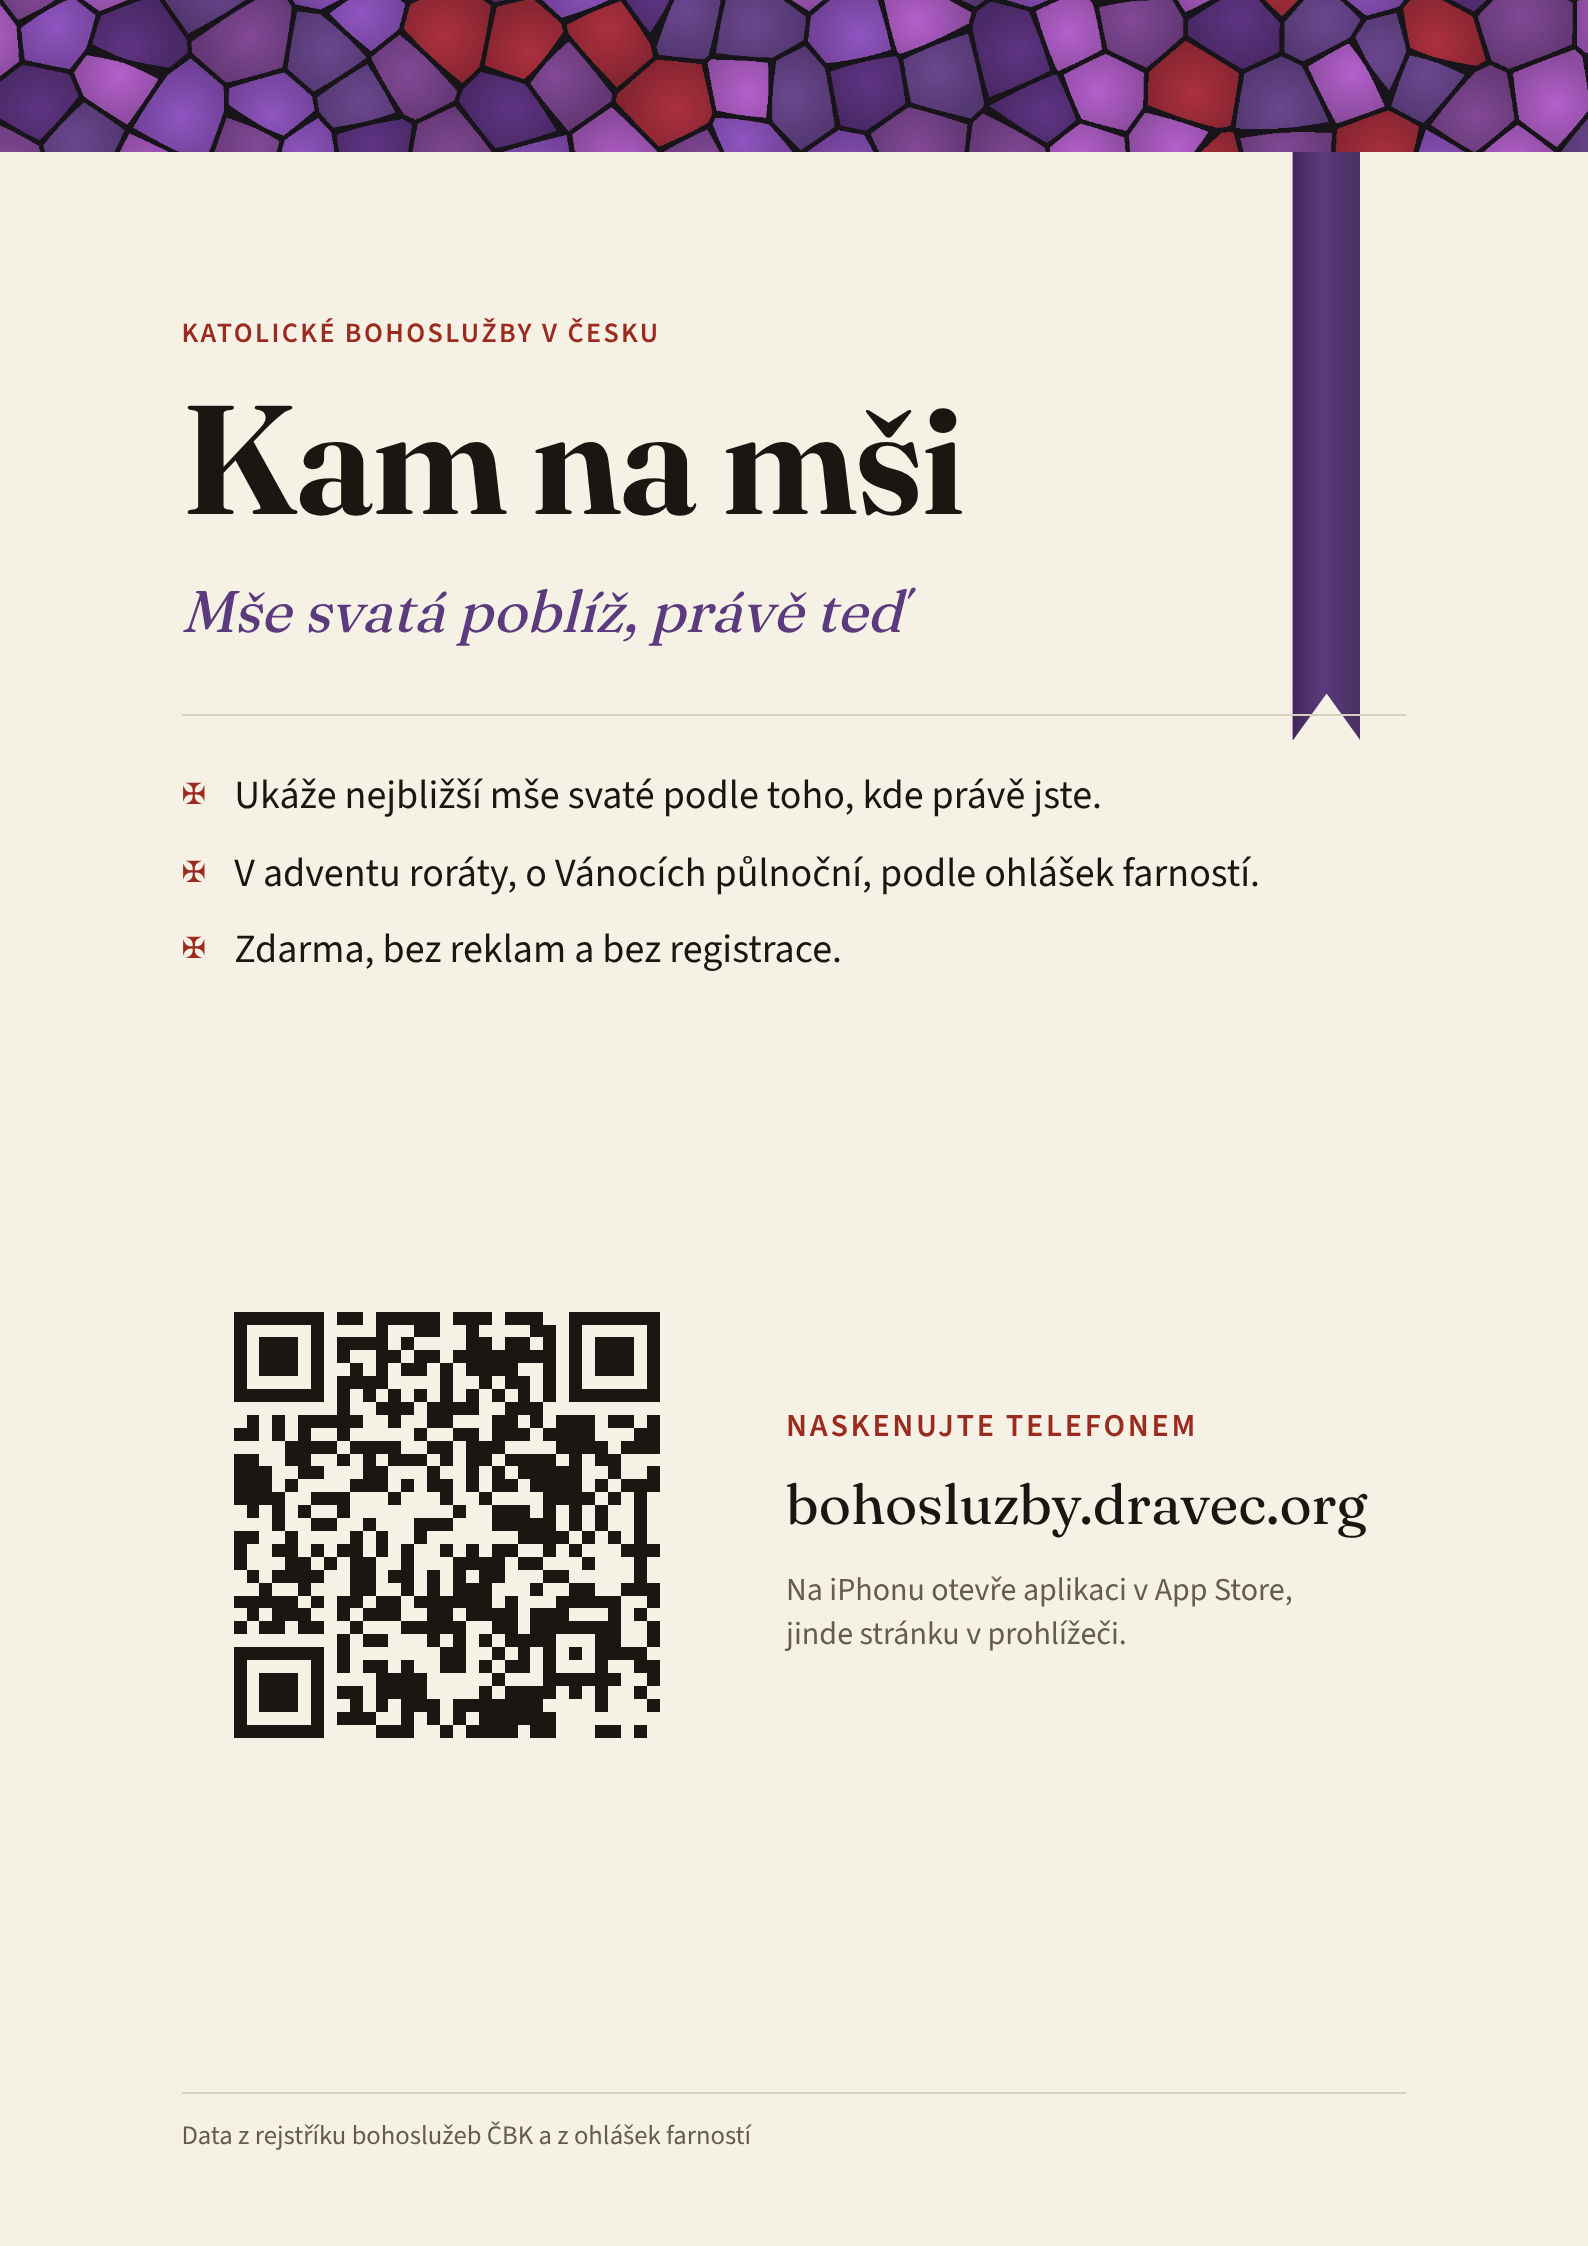 KATOLICKÉ BOHOSLUŽBY V ČESKU
Kam na mši
Mše svatá poblíž, právě teď
✠ Ukáže nejbližší mše svaté podle toho, kde právě jste.
✠ V adventu roráty, o Vánocích půlnoční, podle ohlášek farností.
✠ Zdarma, bez reklam a bez registrace.
NASKENUJTE TELEFONEM
bohosluzby.dravec.org
Na iPhonu otevře aplikaci v App Store,
jinde stránku v prohlížeči.
Data z rejstříku bohoslužeb ČBK a z ohlášek farností